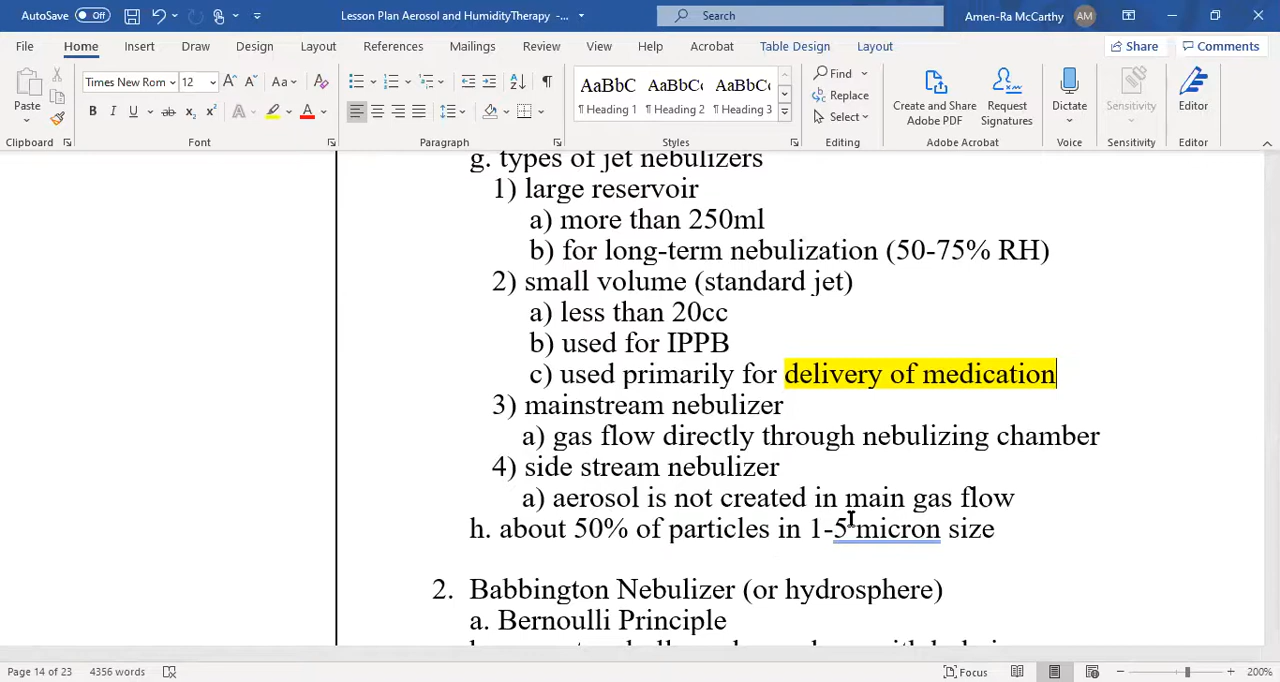 AutoSave Off Lesson Plan Aerosol and HumidityTherapy -... Search Amen-Ra McCarthy AM
File Home Insert Draw Design Layout References Mailings Review View Help Acrobat Table Design Layout Share Comments
Paste Times New Rom 12 Aa AaBbC AaBbC AaBbC Find Replace Select Create and Share Adobe PDF Request Signatures Dictate Sensitivity Editor
B I U ab x₂ x² A A ¶ Heading 1 ¶ Heading 2 ¶ Heading 3
Clipboard Font Paragraph Styles Editing Adobe Acrobat Voice Sensitivity Editor
g. types of jet nebulizers
1) large reservoir
a) more than 250ml
b) for long-term nebulization (50-75% RH)
2) small volume (standard jet)
a) less than 20cc
b) used for IPPB
c) used primarily for delivery of medication
3) mainstream nebulizer
a) gas flow directly through nebulizing chamber
4) side stream nebulizer
a) aerosol is not created in main gas flow
h. about 50% of particles in 1-5 micron size
2. Babbington Nebulizer (or hydrosphere)
a. Bernoulli Principle
Page 14 of 23 4356 words Focus 200%